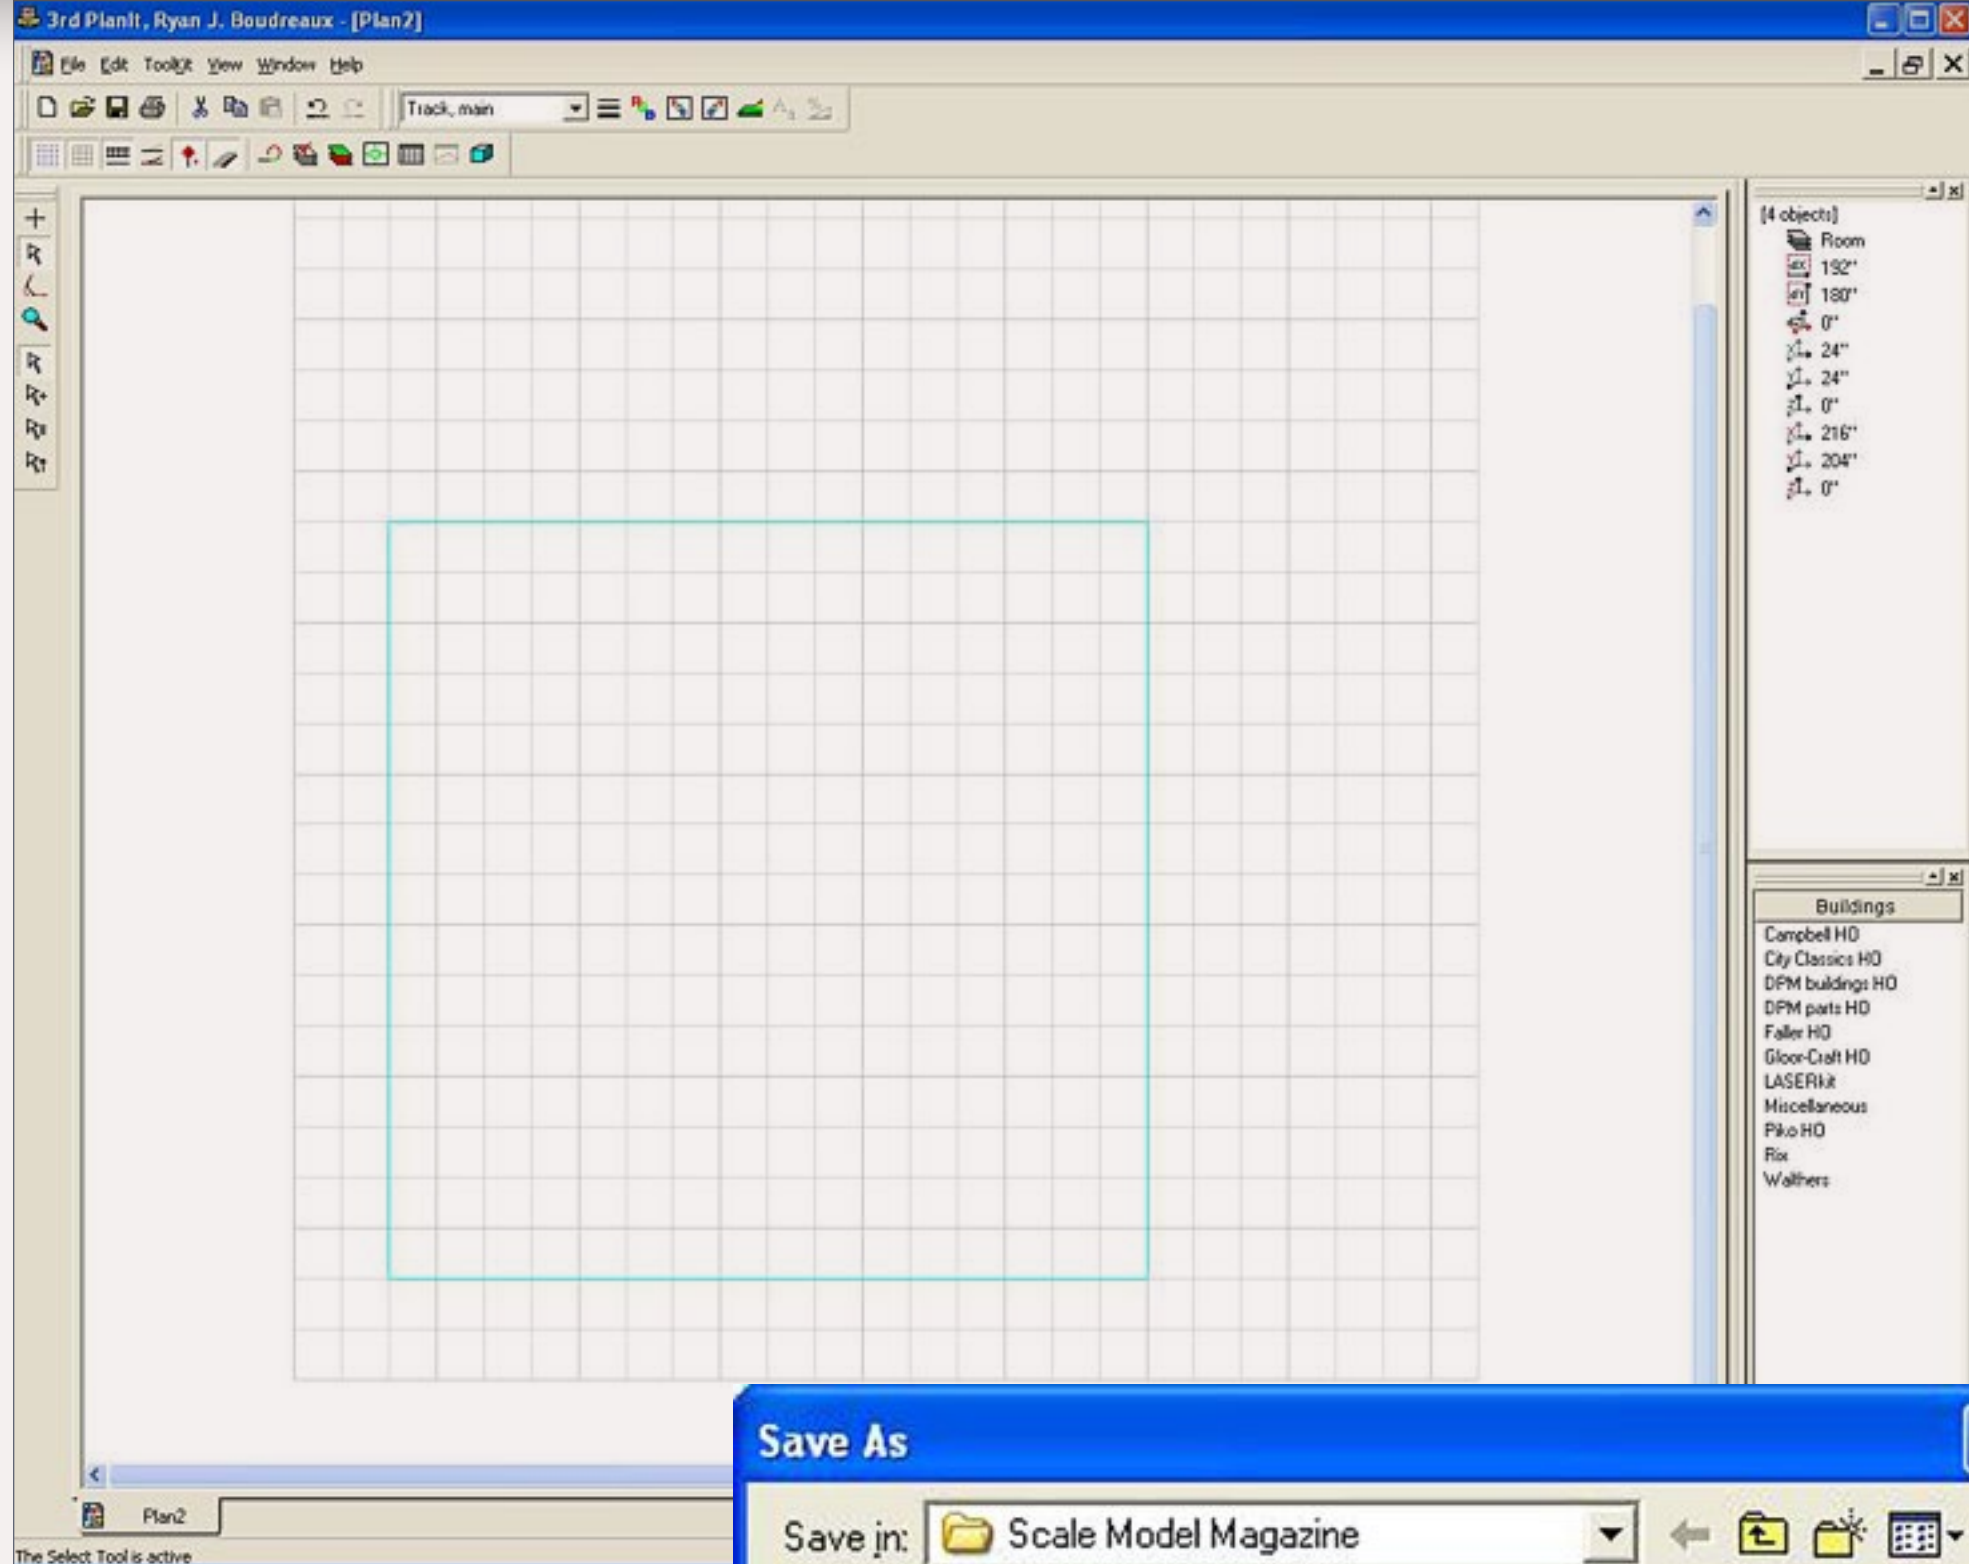 3rd PlanIt, Ryan J. Boudreaux - [Plan2]
File Edit Toolkit View Window Help
Track, main
[4 objects]
Room
192"
180"
0"
24"
24"
0"
216"
204"
0"
Buildings
Campbell HO
City Classics HO
DPM buildings HO
DPM parts HO
Faller HO
Gloor-Craft HO
LASERkit
Miscellaneous
Piko HO
Rix
Walthers
Save As
Save in: Scale Model Magazine
Plan2
The Select Tool is active